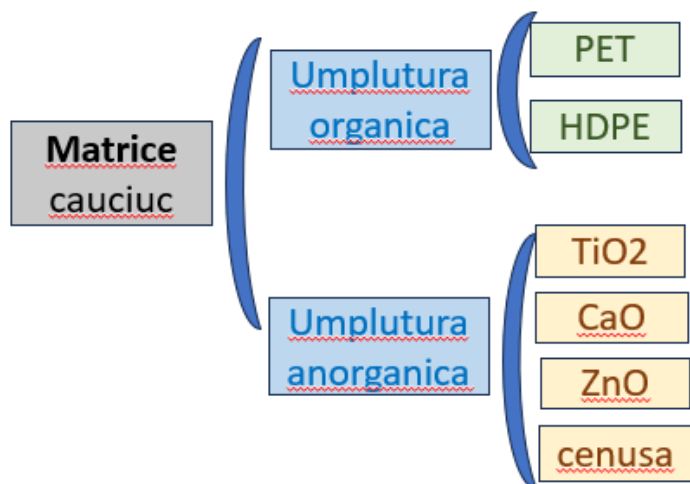 Matrice
cauciuc
Umplutura
organica
PET
HDPE
Umplutura
anorganica
TiO2
CaO
ZnO
cenusa